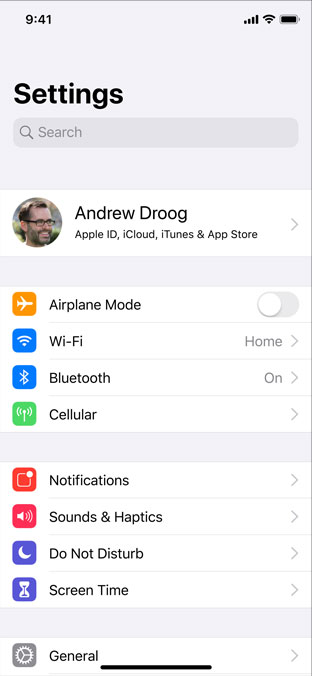 9:41
Settings
Search
Andrew Droog
Apple ID, iCloud, iTunes & App Store
Airplane Mode
Wi-Fi Home
Bluetooth On
Cellular
Notifications
Sounds & Haptics
Do Not Disturb
Screen Time
General